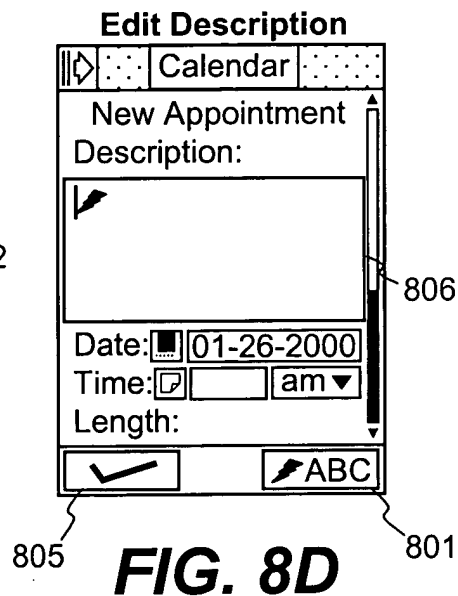 Edit Description
Calendar
New Appointment
Description:
2
806
Date: 01-26-2000
Time: am
Length:
ABC
805
801
FIG. 8D